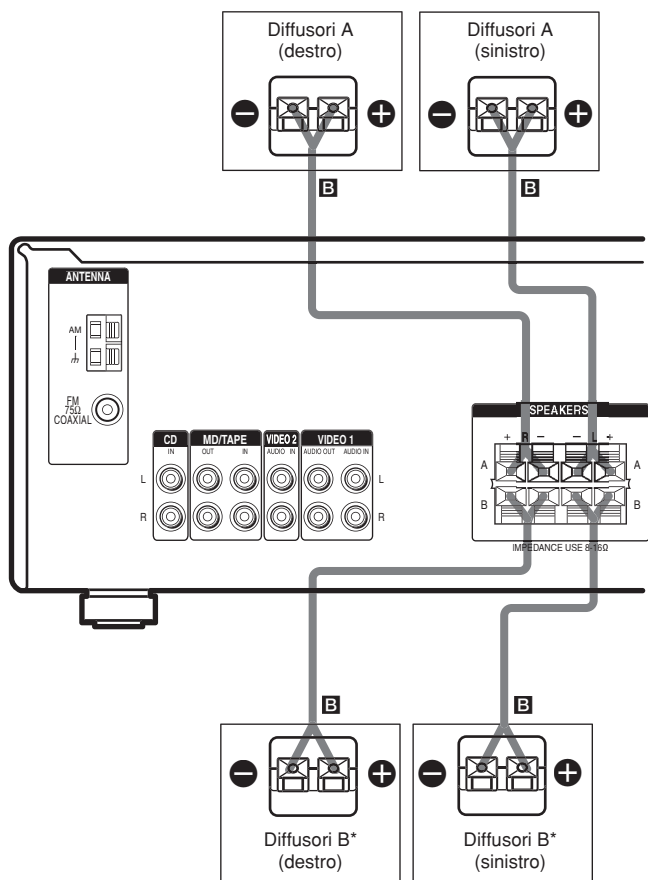 Diffusori A
(destro)
Diffusori A
(sinistro)
B
B
ANTENNA
AM
FM
75Ω
COAXIAL
CD
MD/TAPE
VIDEO 2
VIDEO 1
IN
OUT
IN
AUDIO IN
AUDIO OUT
AUDIO IN
L
L
R
R
SPEAKERS
+ R − − L +
A
A
B
B
IMPEDANCE USE 8-16Ω
B
B
Diffusori B*
(destro)
Diffusori B*
(sinistro)